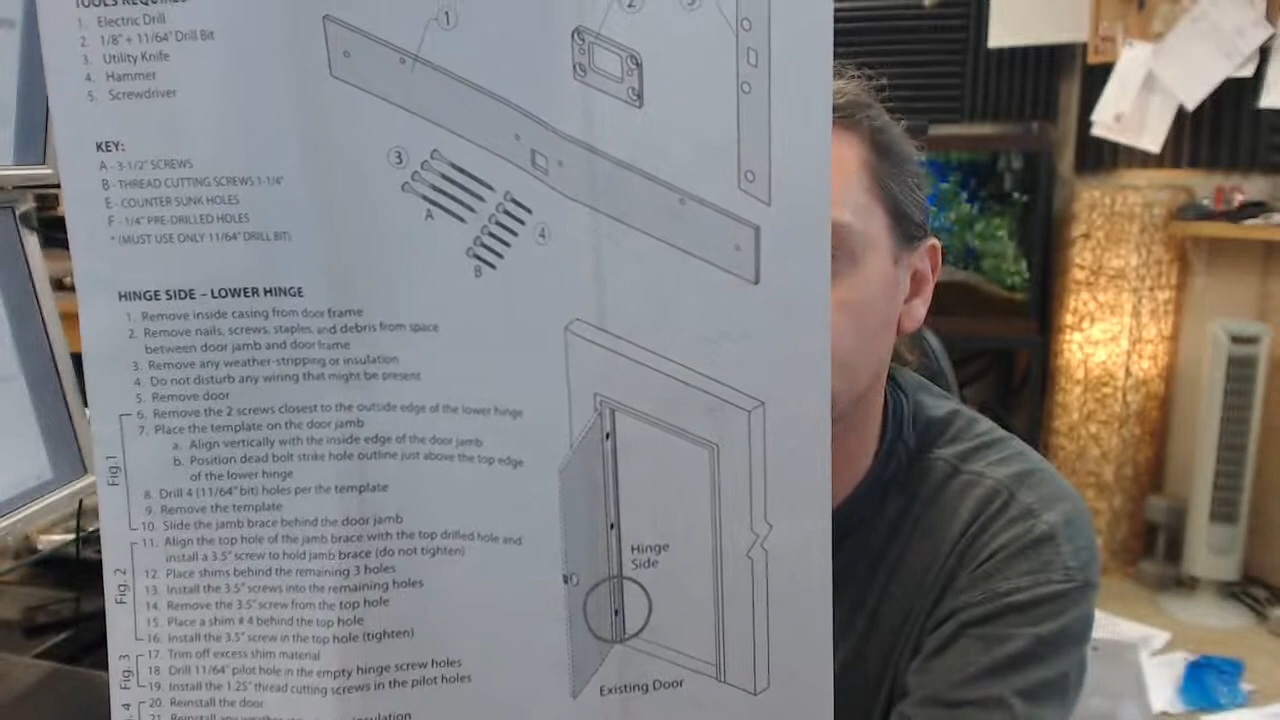 TOOLS REQUIRED
1. Electric Drill
2. 1/8" + 11/64" Drill Bit
3. Utility Knife
4. Hammer
5. Screwdriver
KEY:
A - 3-1/2" SCREWS
B - THREAD CUTTING SCREWS 1-1/4"
E - COUNTER SUNK HOLES
F - 1/4" PRE-DRILLED HOLES
* (MUST USE ONLY 11/64" DRILL BIT)
1
2
3
A
4
B
HINGE SIDE – LOWER HINGE
1. Remove inside casing from door frame
2. Remove nails, screws, staples, and debris from space
between door jamb and door frame
3. Remove any weather-stripping or insulation
4. Do not disturb any wiring that might be present
5. Remove door
Fig.1
6. Remove the 2 screws closest to the outside edge of the lower hinge
7. Place the template on the door jamb
a. Align vertically with the inside edge of the door jamb
b. Position dead bolt strike hole outline just above the top edge
of the lower hinge
8. Drill 4 (11/64" bit) holes per the template
9. Remove the template
10. Slide the jamb brace behind the door jamb
Fig. 2
11. Align the top hole of the jamb brace with the top drilled hole and
install a 3.5" screw to hold jamb brace (do not tighten)
12. Place shims behind the remaining 3 holes
13. Install the 3.5" screws into the remaining holes
14. Remove the 3.5" screw from the top hole
15. Place a shim # 4 behind the top hole
16. Install the 3.5" screw in the top hole (tighten)
Fig. 3
17. Trim off excess shim material
18 Drill 11/64" pilot hole in the empty hinge screw holes
19. Install the 1.25" thread cutting screws in the pilot holes
4
20. Reinstall the door
21. Reinstall any insulation
Hinge
Side
Existing Door